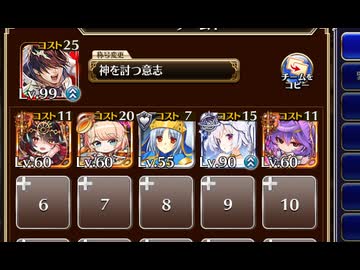 コスト25
称号変更
神を討つ意志
チームを
コピー
Lv.99
コスト11
コスト20
コスト7
コスト15
コスト11
Lv.60
Lv.60
Lv.55
Lv.90
Lv.60
6
7
8
9
10